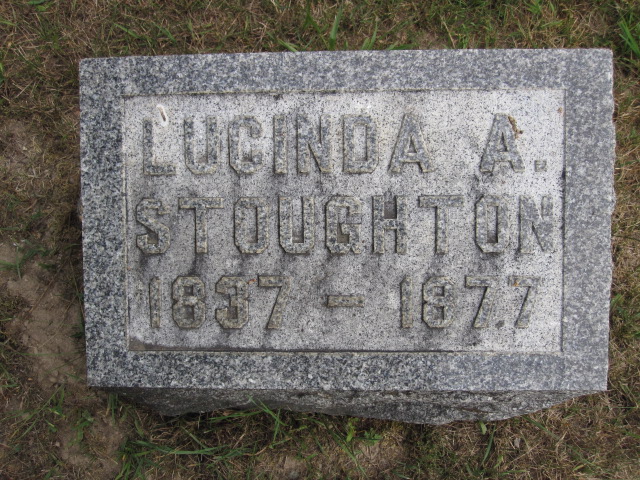 LUCINDA A.
STOUGHTON
1837 - 1877